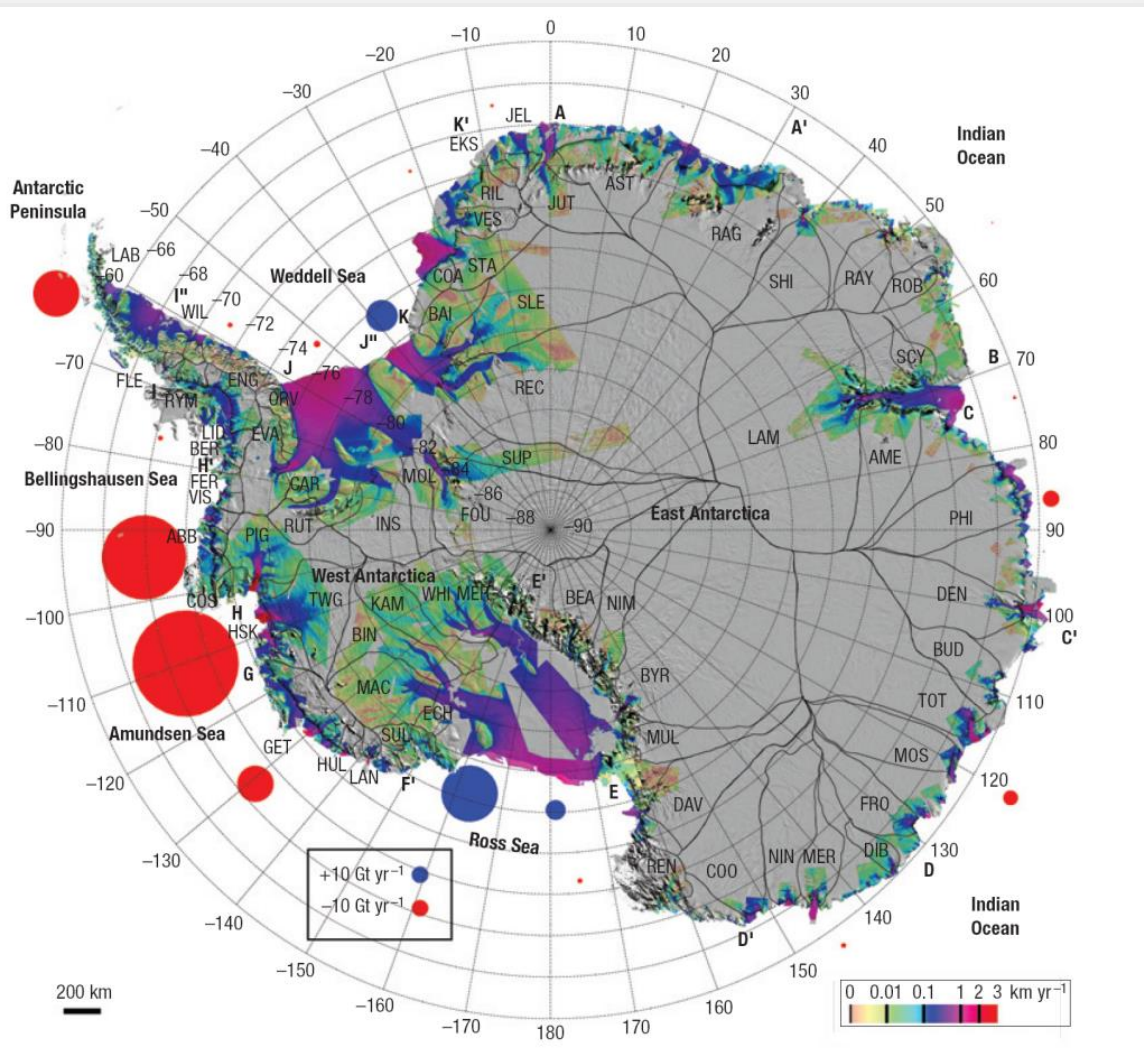 0
−10
10
−20
20
−30
30
−40
40
−50
50
−60
60
−70
70
−80
80
−90
90
−100
100
−110
110
−120
120
−130
130
−140
140
−150
150
−160
160
−170
170
180
−66
−68
−70
−72
−74
−76
−78
−80
−82
−84
−86
−88
−90
Indian
Ocean
Antarctic
Peninsula
Weddell Sea
Bellingshausen Sea
East Antarctica
West Antarctica
Amundsen Sea
Ross Sea
Indian
Ocean
K'
JEL
A
A'
EKS
RIL
VES
JUT
AST
RAG
SHI
RAY
ROB
SCY
B
C
LAM
AME
PHI
DEN
C'
BUD
TOT
MOS
FRO
DIB
D
MER
NIN
COO
D'
REN
DAV
MUL
BYR
NIM
BEA
E'
E
LAB
I"
WIL
FLE
RYM
ENG
J
ORV
J"
K
COA
STA
BAI
SLE
REC
SUP
MOL
FOU
INS
CAR
EVA
LID
BER
H'
FER
VIS
ABB
RUT
PIG
COS
H
HSK
G
TWG
KAM
WHI
MER
BIN
MAC
ECH
SUL
GET
HUL
LAN
F'
+10 Gt yr⁻¹
−10 Gt yr⁻¹
200 km
0 0.01 0.1 1 2 3 km yr⁻¹